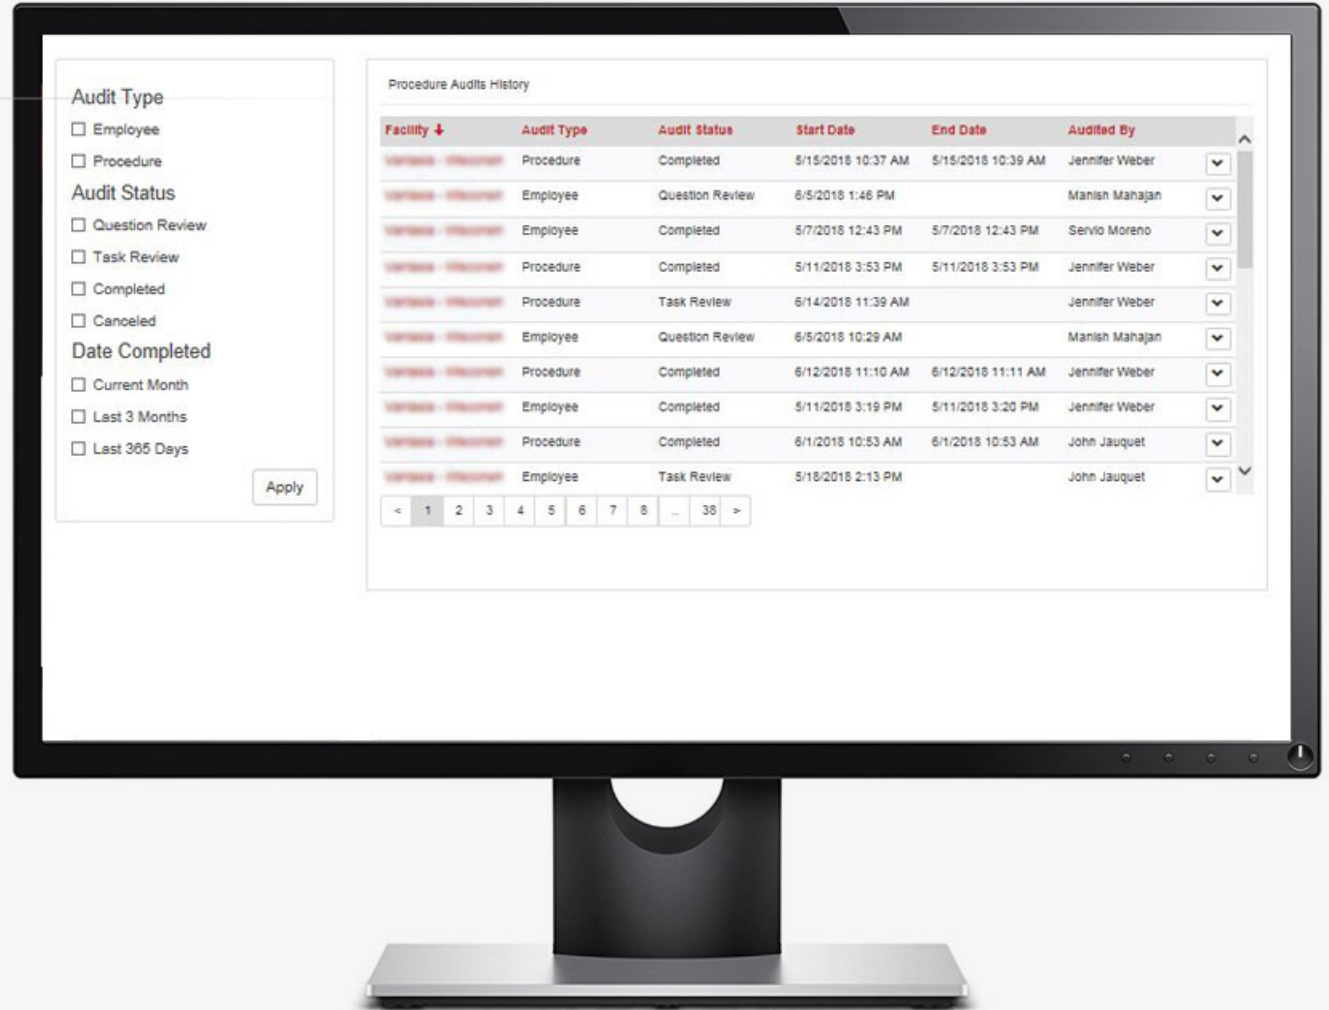 Audit Type
Employee
Procedure
Audit Status
Question Review
Task Review
Completed
Canceled
Date Completed
Current Month
Last 3 Months
Last 365 Days
Apply
Procedure Audits History
Facility Audit Type Audit Status Start Date End Date Audited By
Procedure Completed 5/15/2018 10:37 AM 5/15/2018 10:39 AM Jennifer Weber
Employee Question Review 6/5/2018 1:46 PM Manish Mahajan
Employee Completed 5/7/2018 12:43 PM 5/7/2018 12:43 PM Servio Moreno
Procedure Completed 5/11/2018 3:53 PM 5/11/2018 3:53 PM Jennifer Weber
Procedure Task Review 6/14/2018 11:39 AM Jennifer Weber
Employee Question Review 6/5/2018 10:29 AM Manish Mahajan
Procedure Completed 6/12/2018 11:10 AM 6/12/2018 11:11 AM Jennifer Weber
Employee Completed 5/11/2018 3:19 PM 5/11/2018 3:20 PM Jennifer Weber
Procedure Completed 6/1/2018 10:53 AM 6/1/2018 10:53 AM John Jauquet
Employee Task Review 5/18/2018 2:13 PM John Jauquet
< 1 2 3 4 5 6 7 8 ... 38 >